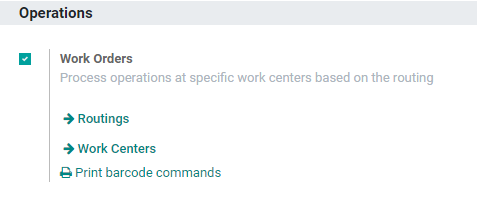 Operations
Work Orders
Process operations at specific work centers based on the routing
Routings
Work Centers
Print barcode commands